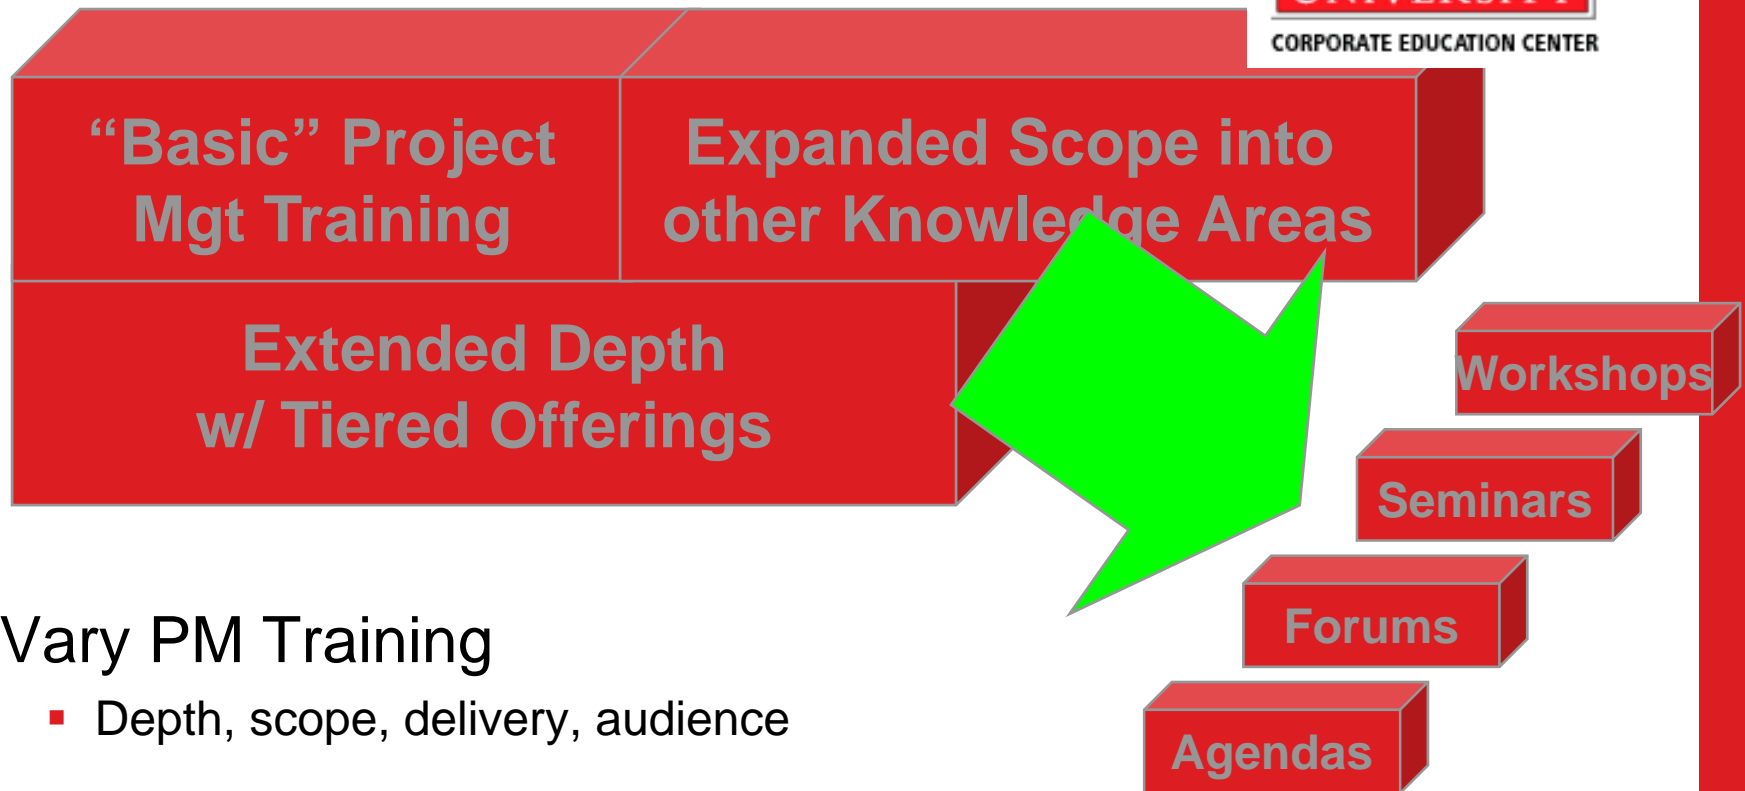 UNIVERSITY
CORPORATE EDUCATION CENTER
“Basic” Project
Mgt Training
Expanded Scope into
other Knowledge Areas
Extended Depth
w/ Tiered Offerings
Workshops
Seminars
Forums
Agendas
Vary PM Training
Depth, scope, delivery, audience